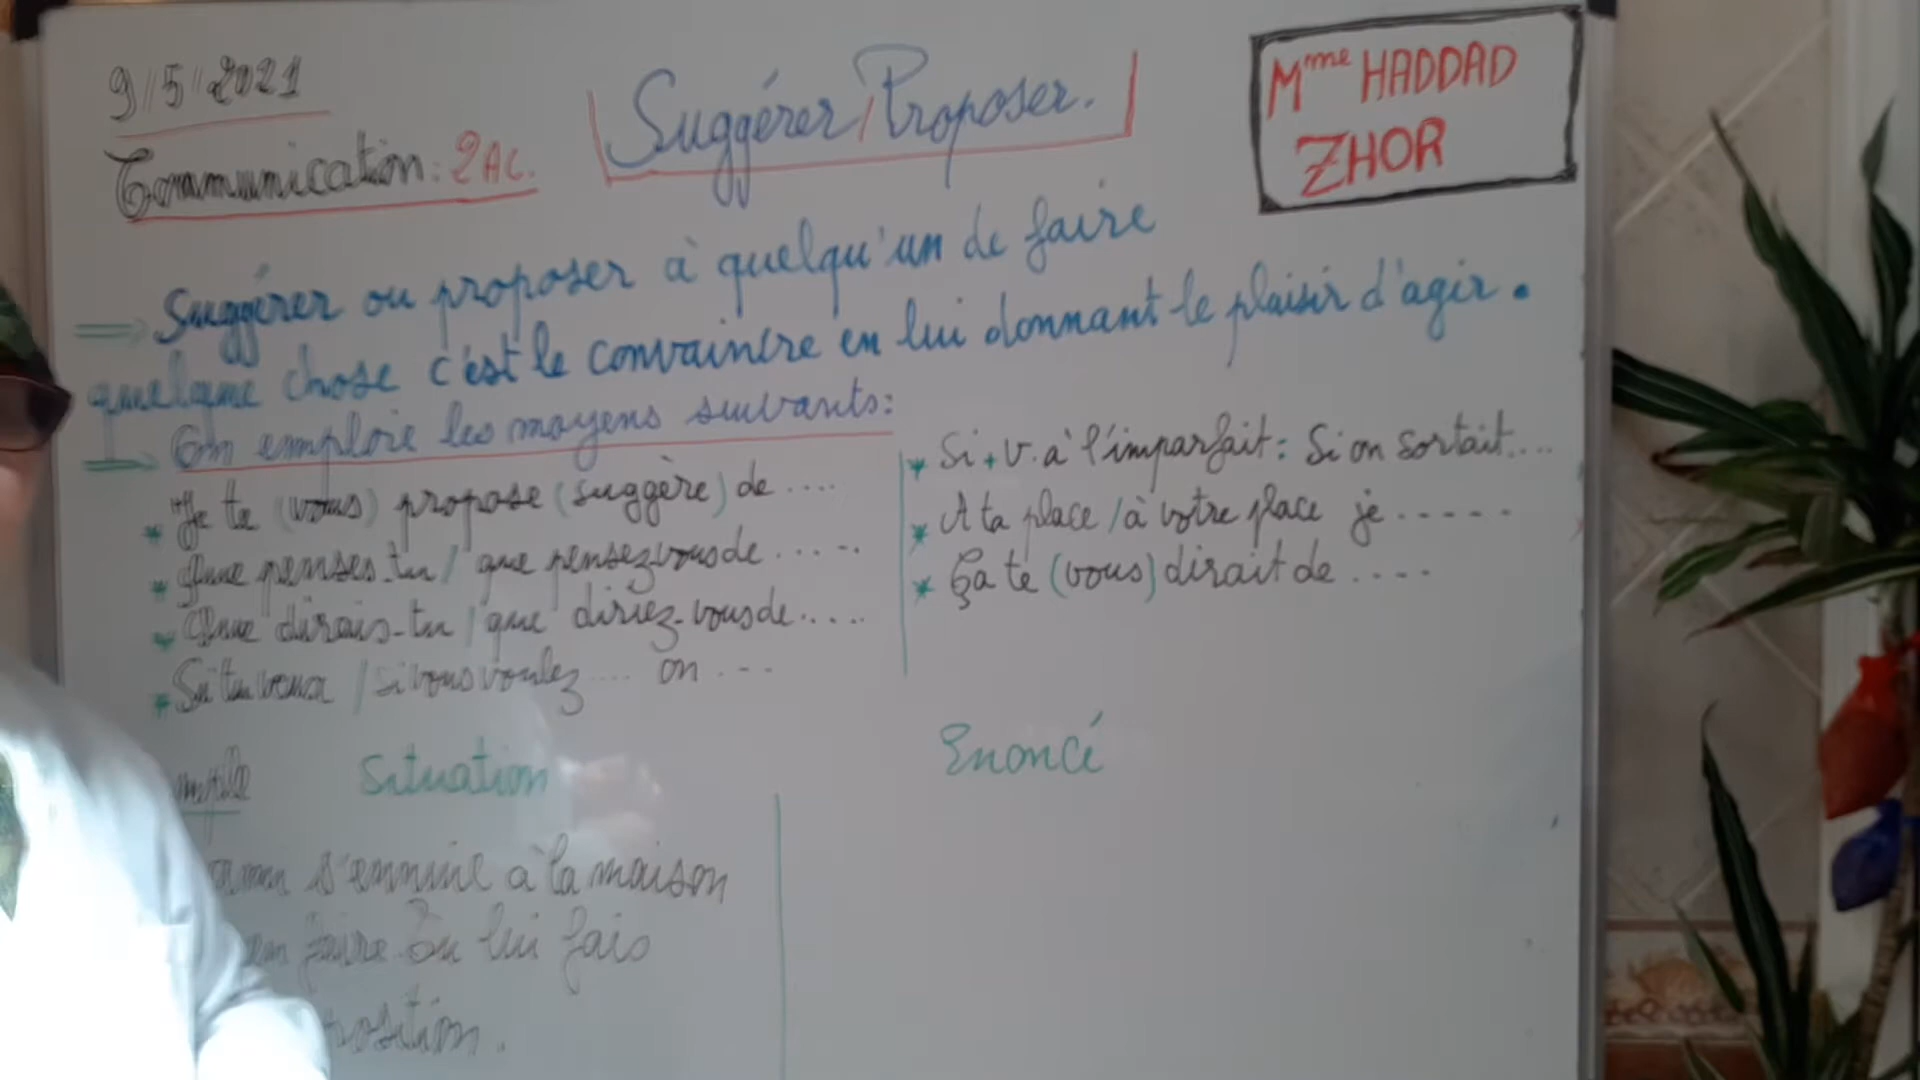 9/5/2021
Communication: 2AC.
Suggérer/Proposer.
Mme HADDAD
ZHOR
⇒ Suggérer ou proposer à quelqu'un de faire
quelque chose c'est le convaincre en lui donnant le plaisir d'agir.
⇒ On emploie les moyens suivants:
* Je te (vous) propose (suggère) de ....
* Que penses-tu / que pensez-vous de .....
* Que dirais-tu / que diriez-vous de.....
* Si tu veux / si vous voulez .... on ...
* Si + V. à l'imparfait: Si on sortait....
* A ta place / à votre place je .....
* Ça te (vous) dirait de ....
Situation
Enoncé
s'ennuie à la maison
faire. Tu lui fais